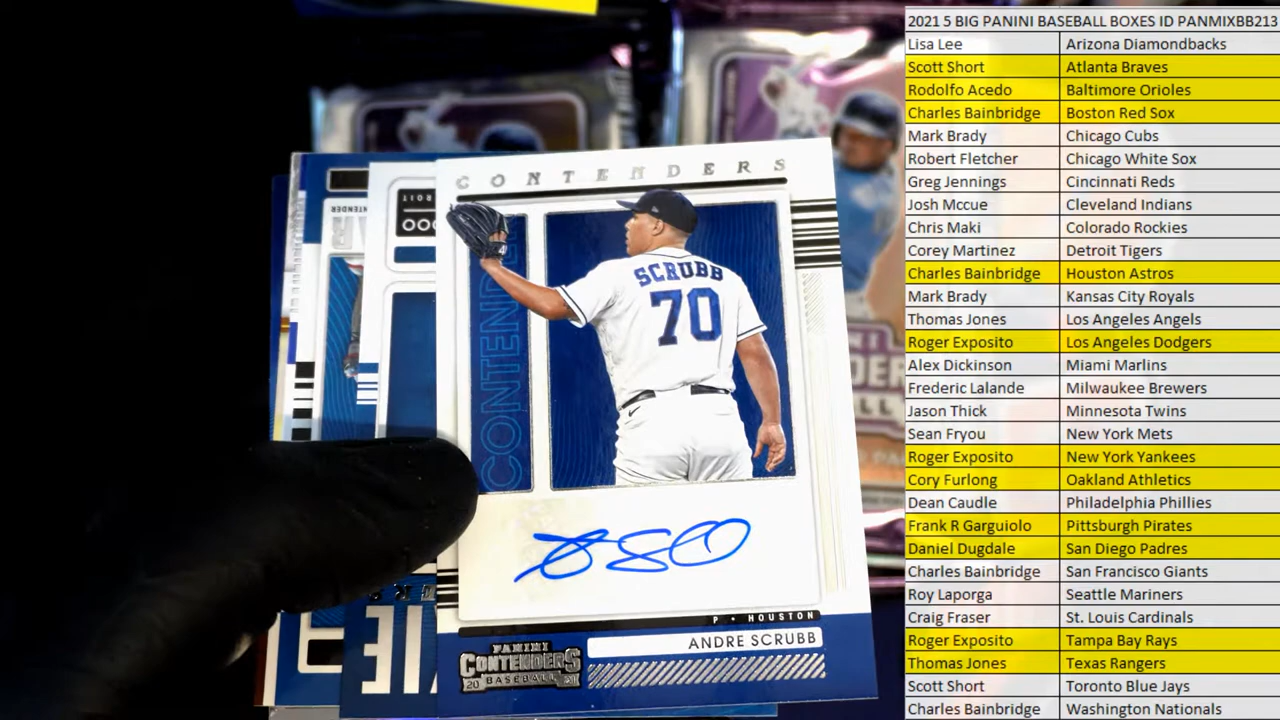 CONTENDERS
SCRUBB
70
CONTENDE
P • HOUSTON
ANDRE SCRUBB
PANINI
CONTENDERS
BASEBALL
20 21
2021 5 BIG PANINI BASEBALL BOXES ID PANMIXBB213
Lisa Lee Arizona Diamondbacks
Scott Short Atlanta Braves
Rodolfo Acedo Baltimore Orioles
Charles Bainbridge Boston Red Sox
Mark Brady Chicago Cubs
Robert Fletcher Chicago White Sox
Greg Jennings Cincinnati Reds
Josh Mccue Cleveland Indians
Chris Maki Colorado Rockies
Corey Martinez Detroit Tigers
Charles Bainbridge Houston Astros
Mark Brady Kansas City Royals
Thomas Jones Los Angeles Angels
Roger Exposito Los Angeles Dodgers
Alex Dickinson Miami Marlins
Frederic Lalande Milwaukee Brewers
Jason Thick Minnesota Twins
Sean Fryou New York Mets
Roger Exposito New York Yankees
Cory Furlong Oakland Athletics
Dean Caudle Philadelphia Phillies
Frank R Garguiolo Pittsburgh Pirates
Daniel Dugdale San Diego Padres
Charles Bainbridge San Francisco Giants
Roy Laporga Seattle Mariners
Craig Fraser St. Louis Cardinals
Roger Exposito Tampa Bay Rays
Thomas Jones Texas Rangers
Scott Short Toronto Blue Jays
Charles Bainbridge Washington Nationals